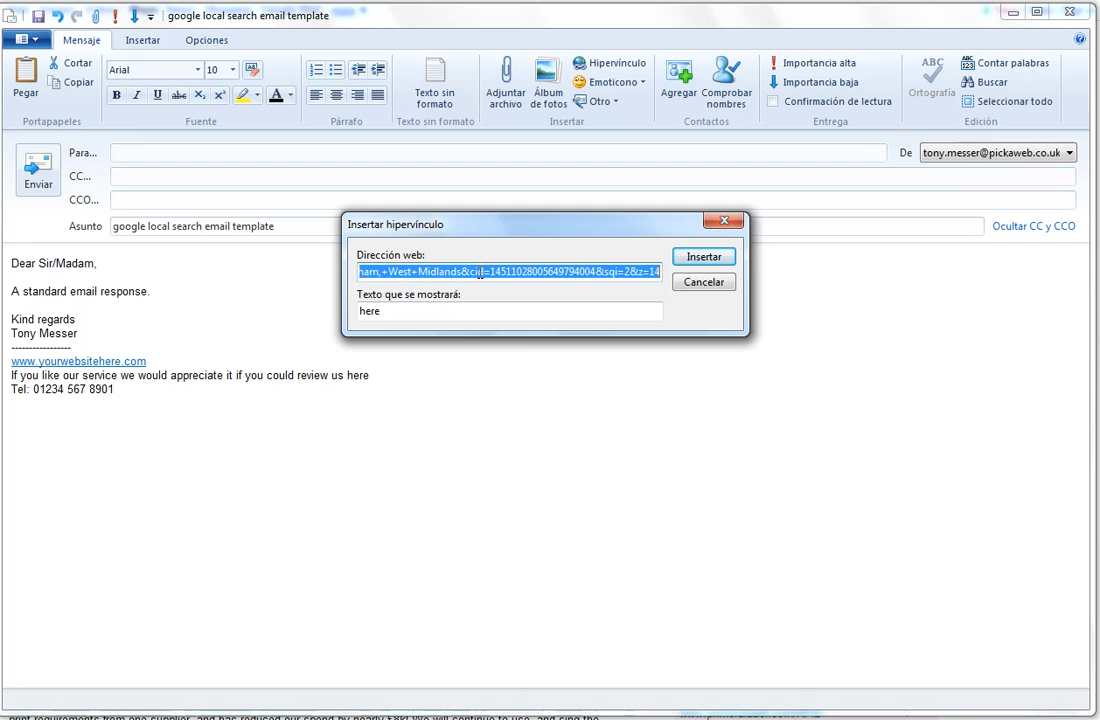 google local search email template
Mensaje Insertar Opciones
Pegar
Cortar
Copiar
Portapapeles
Arial 10
B I U abc X₂ X²
A
Fuente
Párrafo
Texto sin formato
Texto sin formato
Adjuntar archivo
Álbum de fotos
Hipervínculo
Emoticono
Otro
Insertar
Agregar
Comprobar nombres
Contactos
Importancia alta
Importancia baja
Confirmación de lectura
Entrega
ABC
Ortografía
Contar palabras
Buscar
Seleccionar todo
Edición
Enviar
Para...
De tony.messer@pickaweb.co.uk
CC...
CCO...
Asunto google local search email template
Ocultar CC y CCO
Insertar hipervínculo
Dirección web:
ham,+West+Midlands&cid=14511028005649794004&sqi=2&z=14
Texto que se mostrará:
here
Insertar
Cancelar
Dear Sir/Madam,
A standard email response.
Kind regards
Tony Messer
-----------------
www.yourwebsitehere.com
If you like our service we would appreciate it if you could review us here
Tel: 01234 567 8901